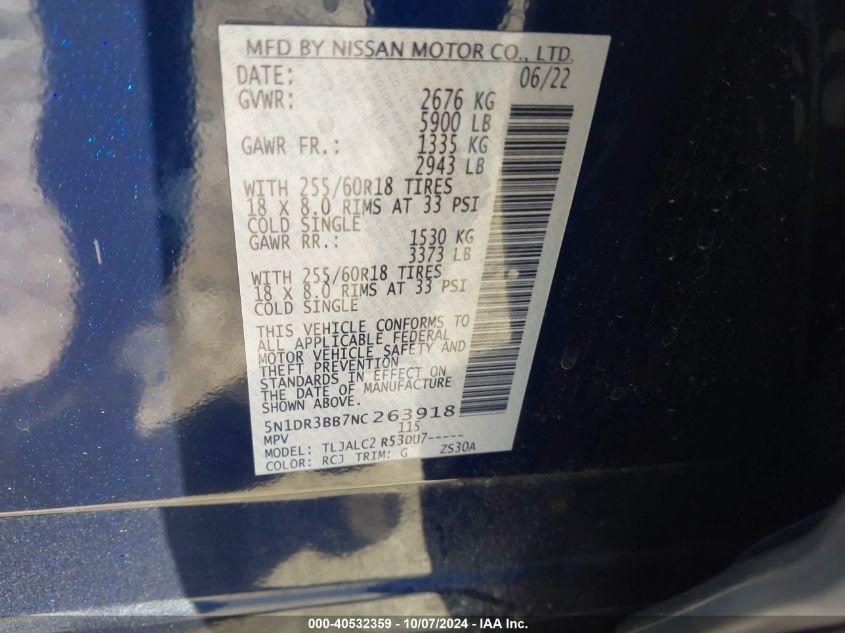 MFD BY NISSAN MOTOR CO., LTD.
DATE: 06/22
GVWR: 2676 KG
5900 LB
GAWR FR.: 1335 KG
2943 LB
WITH 255/60R18 TIRES
18 X 8.0 RIMS AT 33 PSI
COLD SINGLE
GAWR RR.: 1530 KG
3373 LB
WITH 255/60R18 TIRES
18 X 8.0 RIMS AT 33 PSI
COLD SINGLE
THIS VEHICLE CONFORMS TO
ALL APPLICABLE FEDERAL
MOTOR VEHICLE SAFETY AND
THEFT PREVENTION
STANDARDS IN EFFECT ON
THE DATE OF MANUFACTURE
SHOWN ABOVE.
5N1DR3BB7NC263918
MPV 115
MODEL: TLJALC2 R53DU7-----
COLOR: RCJ TRIM: G ZS30A
000-40532359 - 10/07/2024 - IAA Inc.